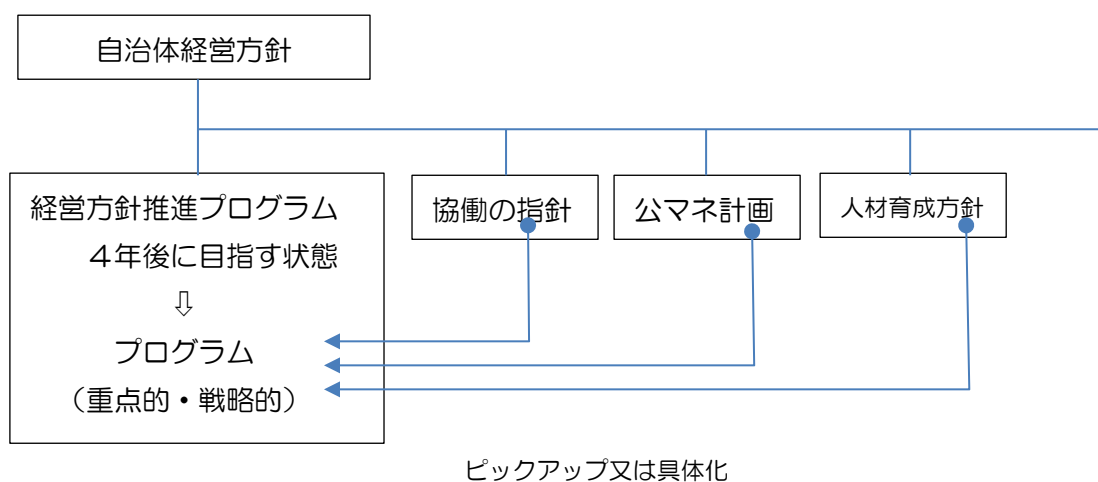 自治体経営方針
経営方針推進プログラム
４年後に目指す状態
⇩
プログラム
（重点的・戦略的）
協働の指針
公マネ計画
人材育成方針
ピックアップ又は具体化